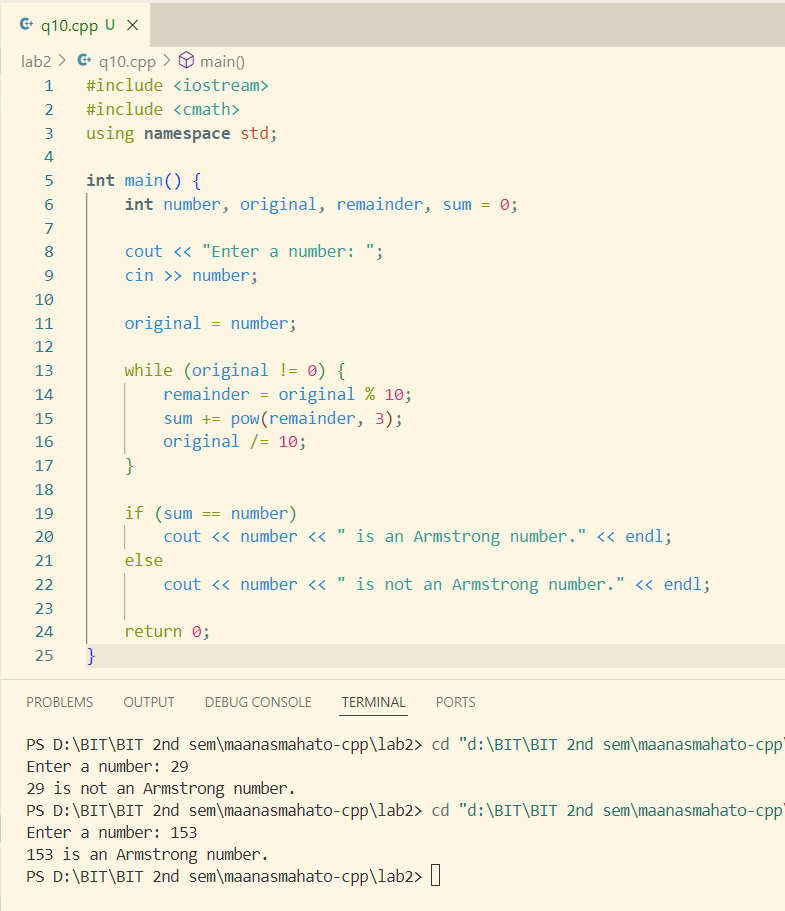 q10.cpp U
lab2 > q10.cpp > main()
1 #include <iostream>
2 #include <cmath>
3 using namespace std;
4
5 int main() {
6     int number, original, remainder, sum = 0;
7
8     cout << "Enter a number: ";
9     cin >> number;
10
11     original = number;
12
13     while (original != 0) {
14         remainder = original % 10;
15         sum += pow(remainder, 3);
16         original /= 10;
17     }
18
19     if (sum == number)
20         cout << number << " is an Armstrong number." << endl;
21     else
22         cout << number << " is not an Armstrong number." << endl;
23
24     return 0;
25 }
PROBLEMS OUTPUT DEBUG CONSOLE TERMINAL PORTS
PS D:\BIT\BIT 2nd sem\maanasmahato-cpp\lab2> cd "d:\BIT\BIT 2nd sem\maanasmahato-cpp\
Enter a number: 29
29 is not an Armstrong number.
PS D:\BIT\BIT 2nd sem\maanasmahato-cpp\lab2> cd "d:\BIT\BIT 2nd sem\maanasmahato-cpp\
Enter a number: 153
153 is an Armstrong number.
PS D:\BIT\BIT 2nd sem\maanasmahato-cpp\lab2>